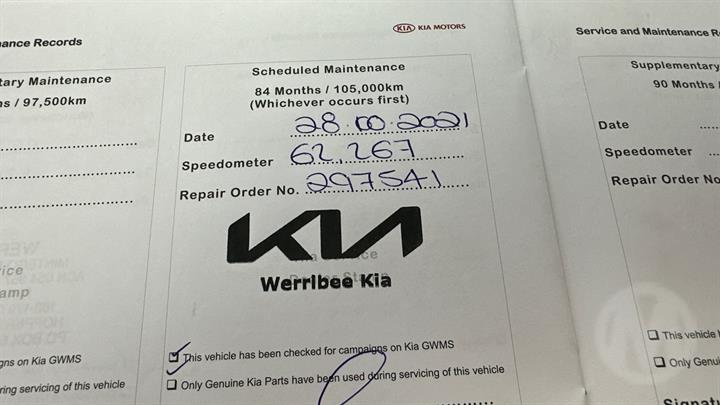 nance Records
KIA KIA MOTORS
Service and Maintenance R
tary Maintenance
s / 97,500km
Scheduled Maintenance
84 Months / 105,000km
(Whichever occurs first)
Date 28.00.2021
Speedometer 62,267
Repair Order No. 297541
KIA
Werribee Kia
This vehicle has been checked for campaigns on Kia GWMS
Only Genuine Kia Parts have been used during servicing of this vehicle
ice
amp
gns on Kia GWMS
ring servicing of this vehicle
Supplementary
90 Months /
Date
Speedometer
Repair Order No
This vehicle h
Only Genui
Signat